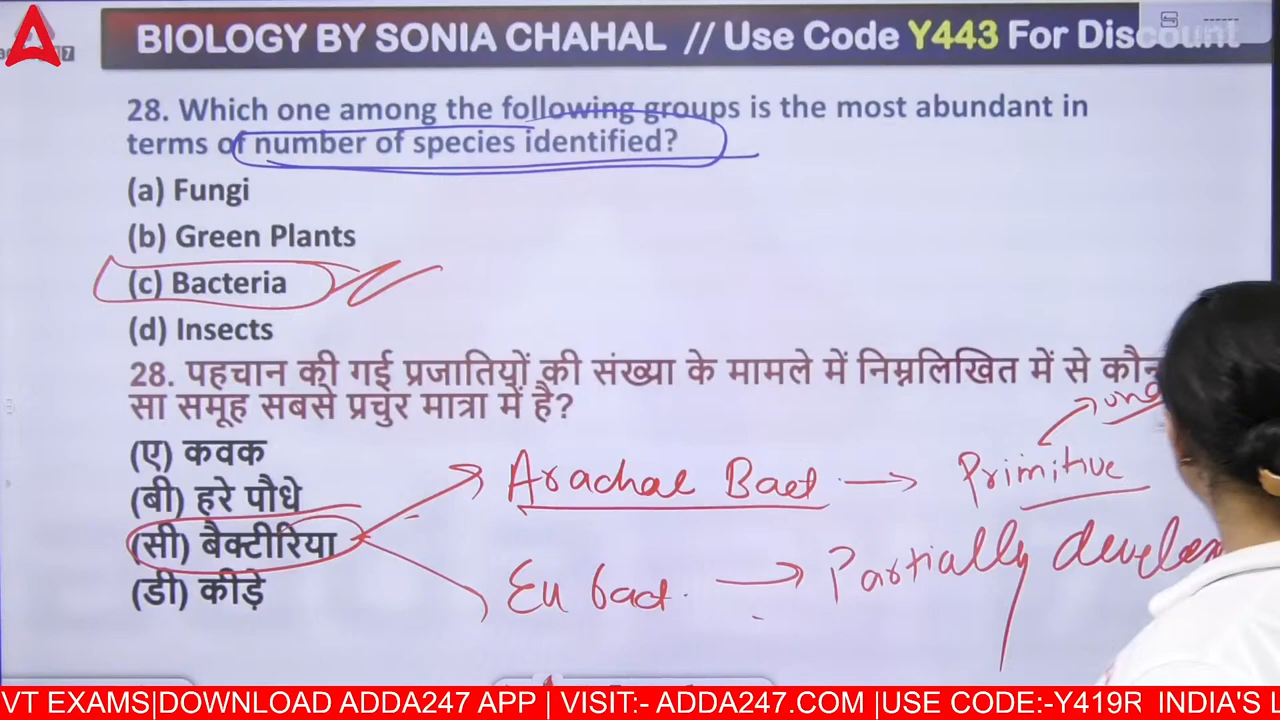 BIOLOGY BY SONIA CHAHAL // Use Code Y443 For Discount
28. Which one among the following groups is the most abundant in
terms of number of species identified?
(a) Fungi
(b) Green Plants
(c) Bacteria
(d) Insects
28. पहचान की गई प्रजातियों की संख्या के मामले में निम्नलिखित में से कौन
सा समूह सबसे प्रचुर मात्रा में है?
(ए) कवक
(बी) हरे पौधे
(सी) बैक्टीरिया
(डी) कीड़े
Arachae Bact → Primitive
Eu bact. → Partially
VT EXAMS|DOWNLOAD ADDA247 APP | VISIT:- ADDA247.COM |USE CODE:-Y419R INDIA'S L